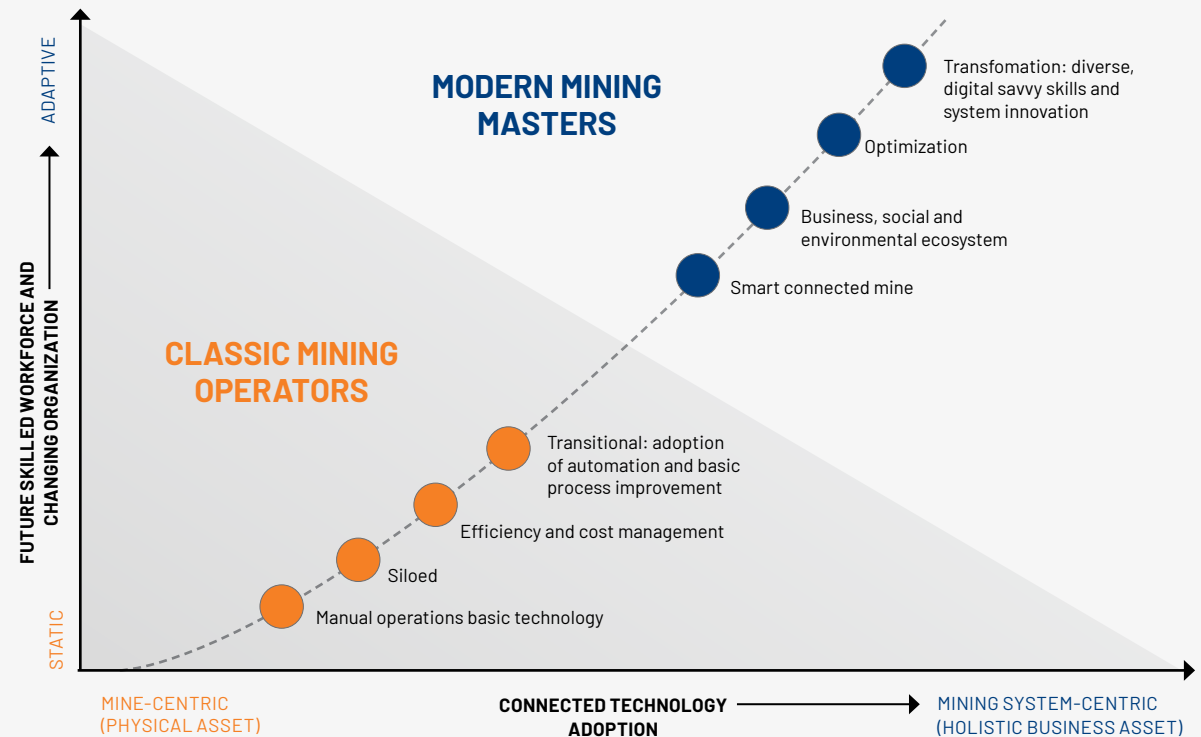 ADAPTIVE
FUTURE SKILLED WORKFORCE AND
CHANGING ORGANIZATION
STATIC
MODERN MINING
MASTERS
Transfomation: diverse,
digital savvy skills and
system innovation
Optimization
Business, social and
environmental ecosystem
Smart connected mine
CLASSIC MINING
OPERATORS
Transitional: adoption
of automation and basic
process improvement
Efficiency and cost management
Siloed
Manual operations basic technology
MINE-CENTRIC
(PHYSICAL ASSET)
CONNECTED TECHNOLOGY
ADOPTION
MINING SYSTEM-CENTRIC
(HOLISTIC BUSINESS ASSET)